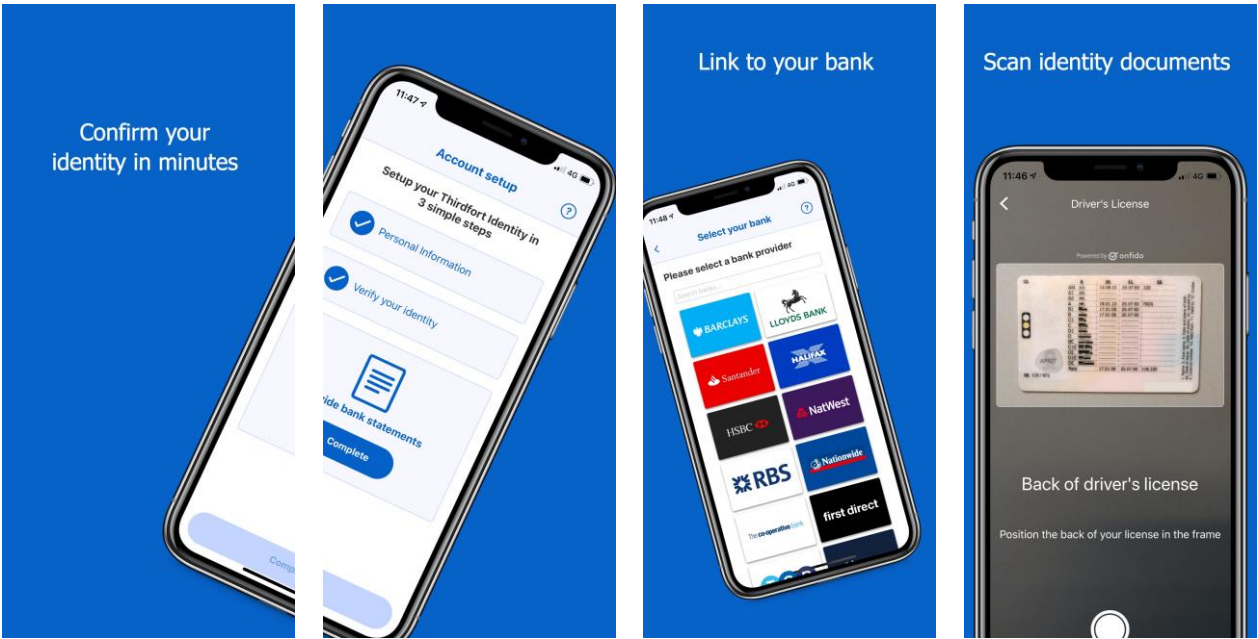 Confirm your
identity in minutes
11:47
4G
Account setup
Setup your Thirdfort Identity in
3 simple steps
Personal Information
Verify your identity
vide bank statements
Complete
Comp
Link to your bank
11:48
4G
Select your bank
Please select a bank provider
Search banks...
BARCLAYS
LLOYDS BANK
Santander
HALIFAX
HSBC
NatWest
RBS
Nationwide
The co-operative bank
first direct
Scan identity documents
11:46
4G
Driver's License
Powered by onfido
Back of driver's license
Position the back of your license in the frame